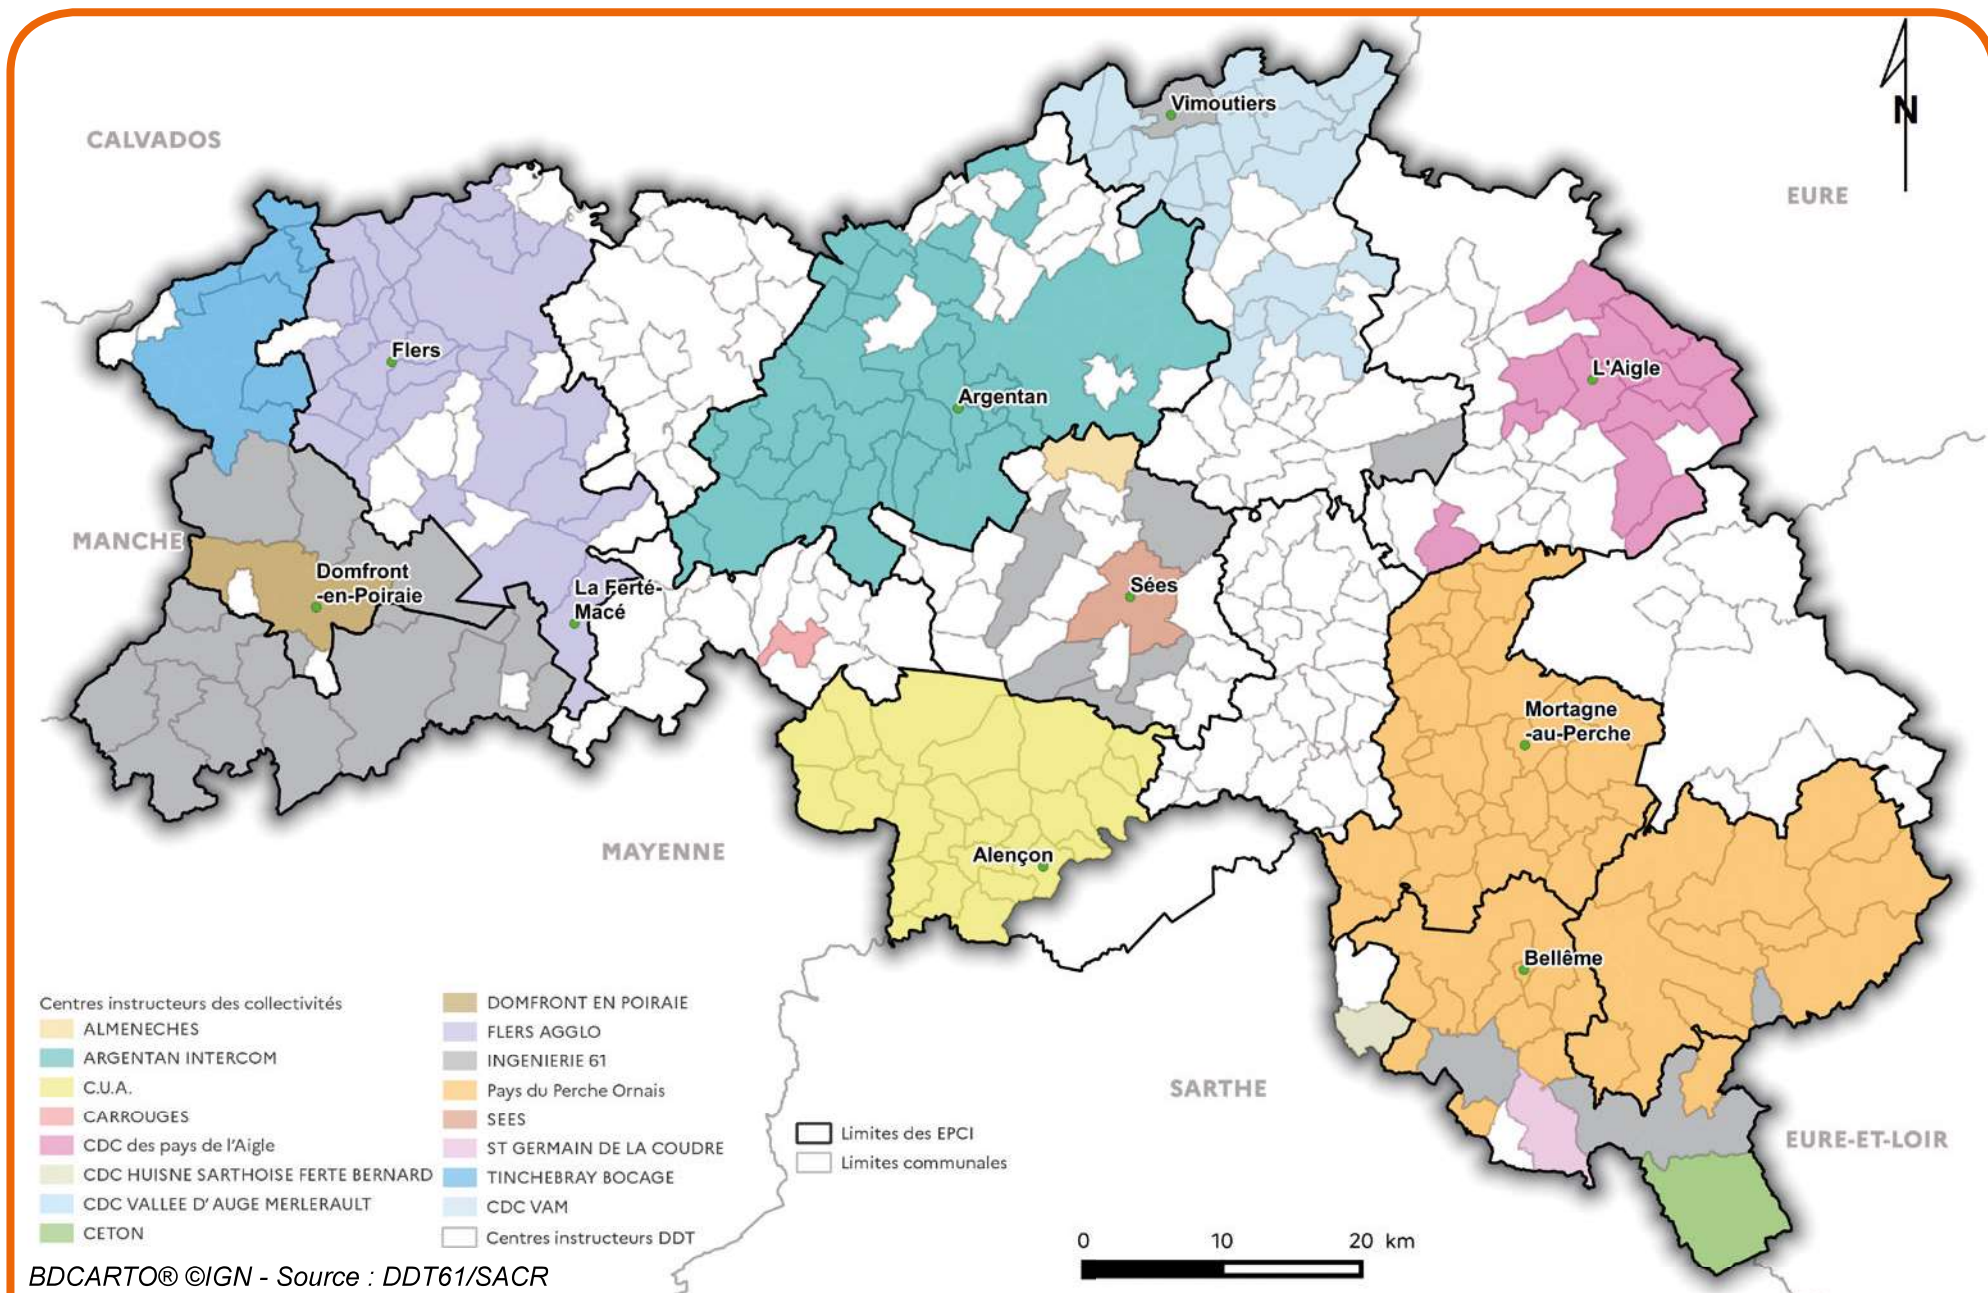 CALVADOS
Vimoutiers
N
EURE
Flers
L'Aigle
Argentan
MANCHE
Domfront
-en-Poiraie
La Ferté-
Macé
Sées
Mortagne
-au-Perche
MAYENNE
Alençon
Bellême
SARTHE
EURE-ET-LOIR
Centres instructeurs des collectivités
ALMENECHES
ARGENTAN INTERCOM
C.U.A.
CARROUGES
CDC des pays de l'Aigle
CDC HUISNE SARTHOISE FERTE BERNARD
CDC VALLEE D' AUGE MERLERAULT
CETON
DOMFRONT EN POIRAIE
FLERS AGGLO
INGENIERIE 61
Pays du Perche Ornais
SEES
ST GERMAIN DE LA COUDRE
TINCHEBRAY BOCAGE
CDC VAM
Centres instructeurs DDT
Limites des EPCI
Limites communales
0 10 20 km
BDCARTO® ©IGN - Source : DDT61/SACR